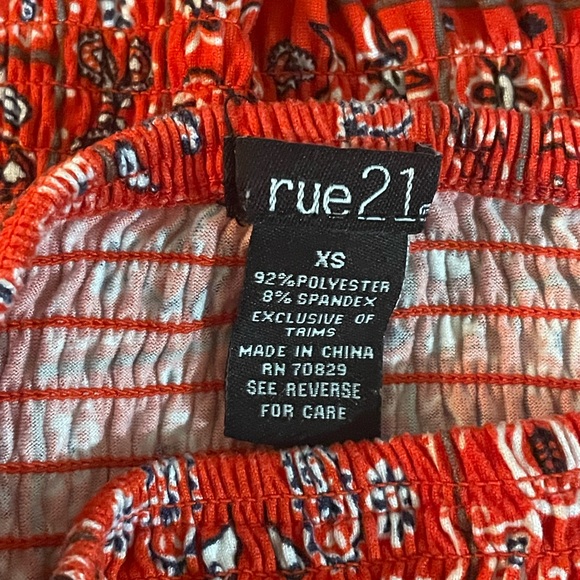 rue21
XS
92% POLYESTER
8% SPANDEX
EXCLUSIVE OF
TRIMS
MADE IN CHINA
RN 70829
SEE REVERSE
FOR CARE